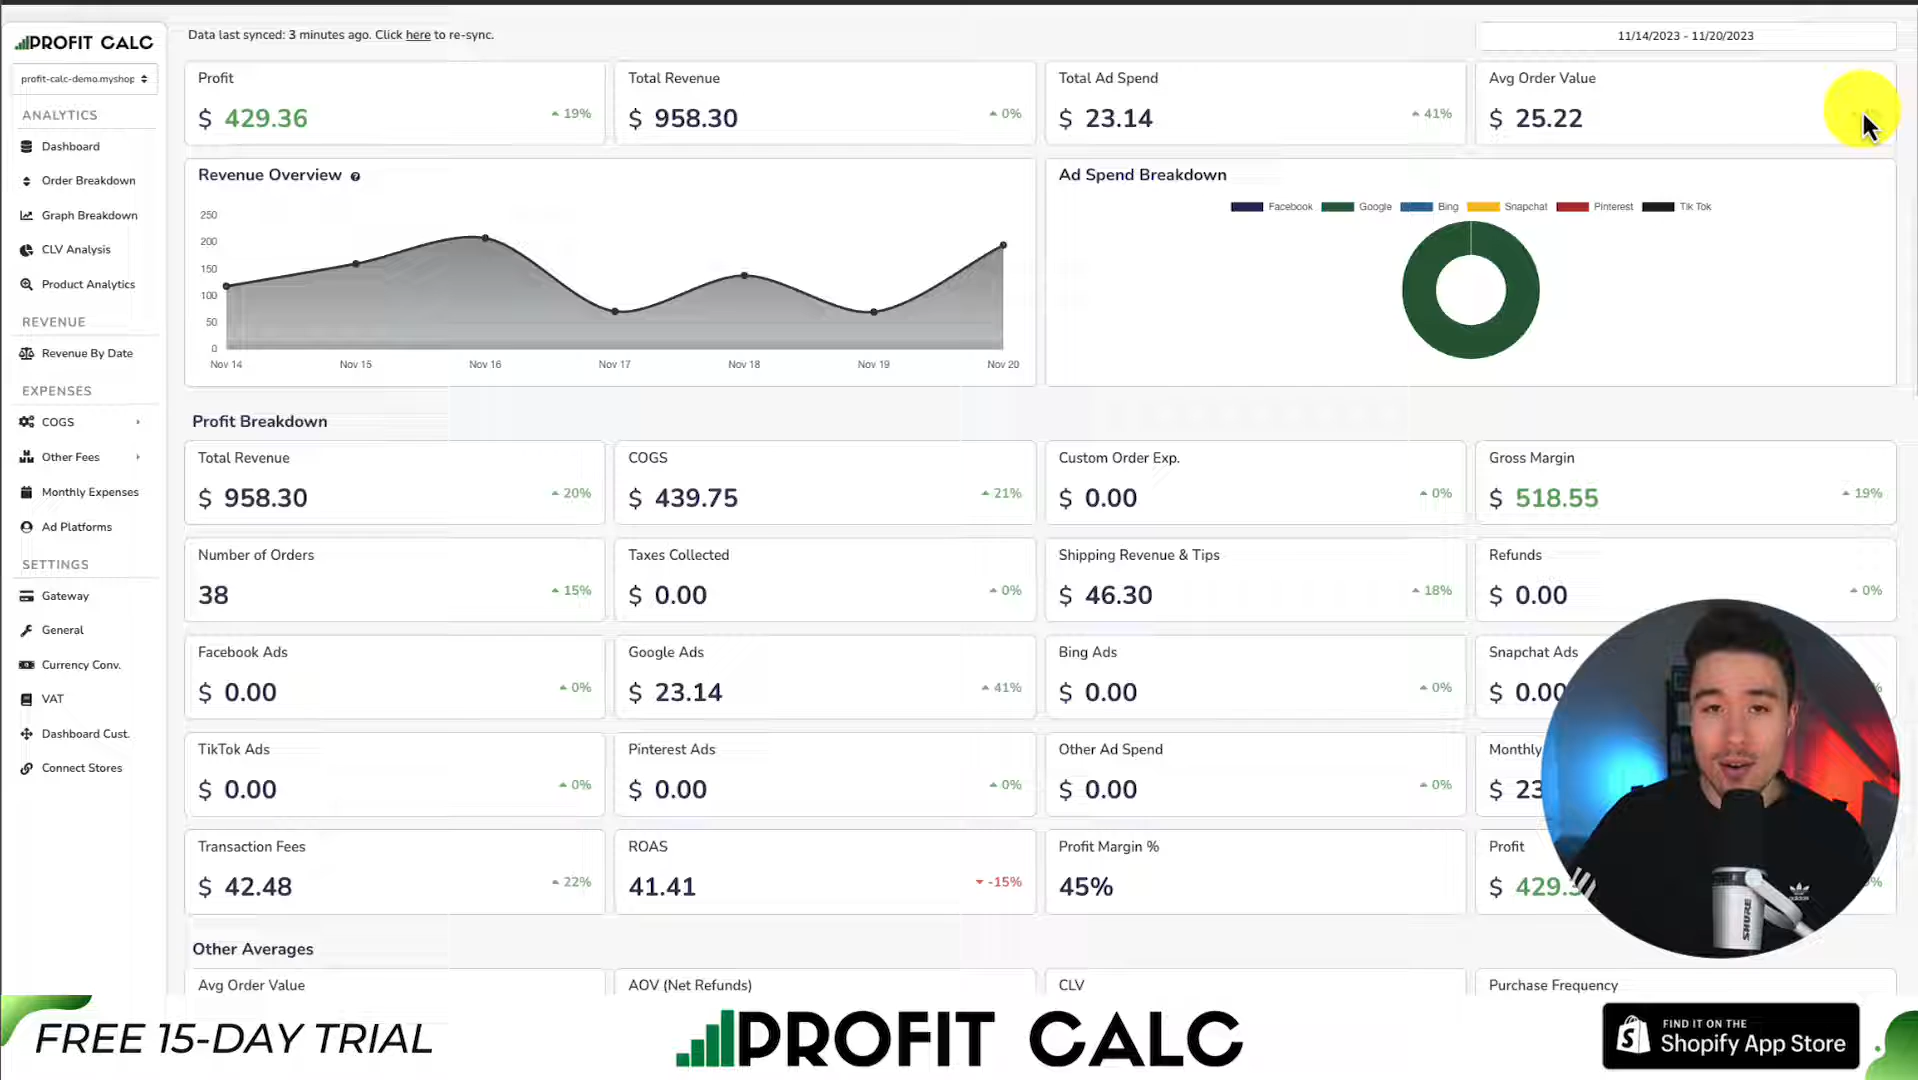 PROFIT CALC
Data last synced: 3 minutes ago. Click here to re-sync.
11/14/2023 - 11/20/2023
profit-calc-demo.myshop
ANALYTICS
Dashboard
Order Breakdown
Graph Breakdown
CLV Analysis
Product Analytics
REVENUE
Revenue By Date
EXPENSES
COGS
Other Fees
Monthly Expenses
Ad Platforms
SETTINGS
Gateway
General
Currency Conv.
VAT
Dashboard Cust.
Connect Stores
Profit
$ 429.36
19%
Total Revenue
$ 958.30
0%
Total Ad Spend
$ 23.14
41%
Avg Order Value
$ 25.22
Revenue Overview
250
200
150
100
50
0
Nov 14 Nov 15 Nov 16 Nov 17 Nov 18 Nov 19 Nov 20
Ad Spend Breakdown
Facebook Google Bing Snapchat Pinterest Tik Tok
Profit Breakdown
Total Revenue
$ 958.30
20%
COGS
$ 439.75
21%
Custom Order Exp.
$ 0.00
0%
Gross Margin
$ 518.55
19%
Number of Orders
38
15%
Taxes Collected
$ 0.00
0%
Shipping Revenue & Tips
$ 46.30
18%
Refunds
$ 0.00
0%
Facebook Ads
$ 0.00
0%
Google Ads
$ 23.14
41%
Bing Ads
$ 0.00
0%
Snapchat Ads
$ 0.00
TikTok Ads
$ 0.00
0%
Pinterest Ads
$ 0.00
0%
Other Ad Spend
$ 0.00
0%
Monthly
$ 23
Transaction Fees
$ 42.48
22%
ROAS
41.41
-15%
Profit Margin %
45%
Profit
$ 429.
Other Averages
Avg Order Value
AOV (Net Refunds)
CLV
Purchase Frequency
adidas
SHURE
FREE 15-DAY TRIAL
PROFIT CALC
FIND IT ON THE
Shopify App Store